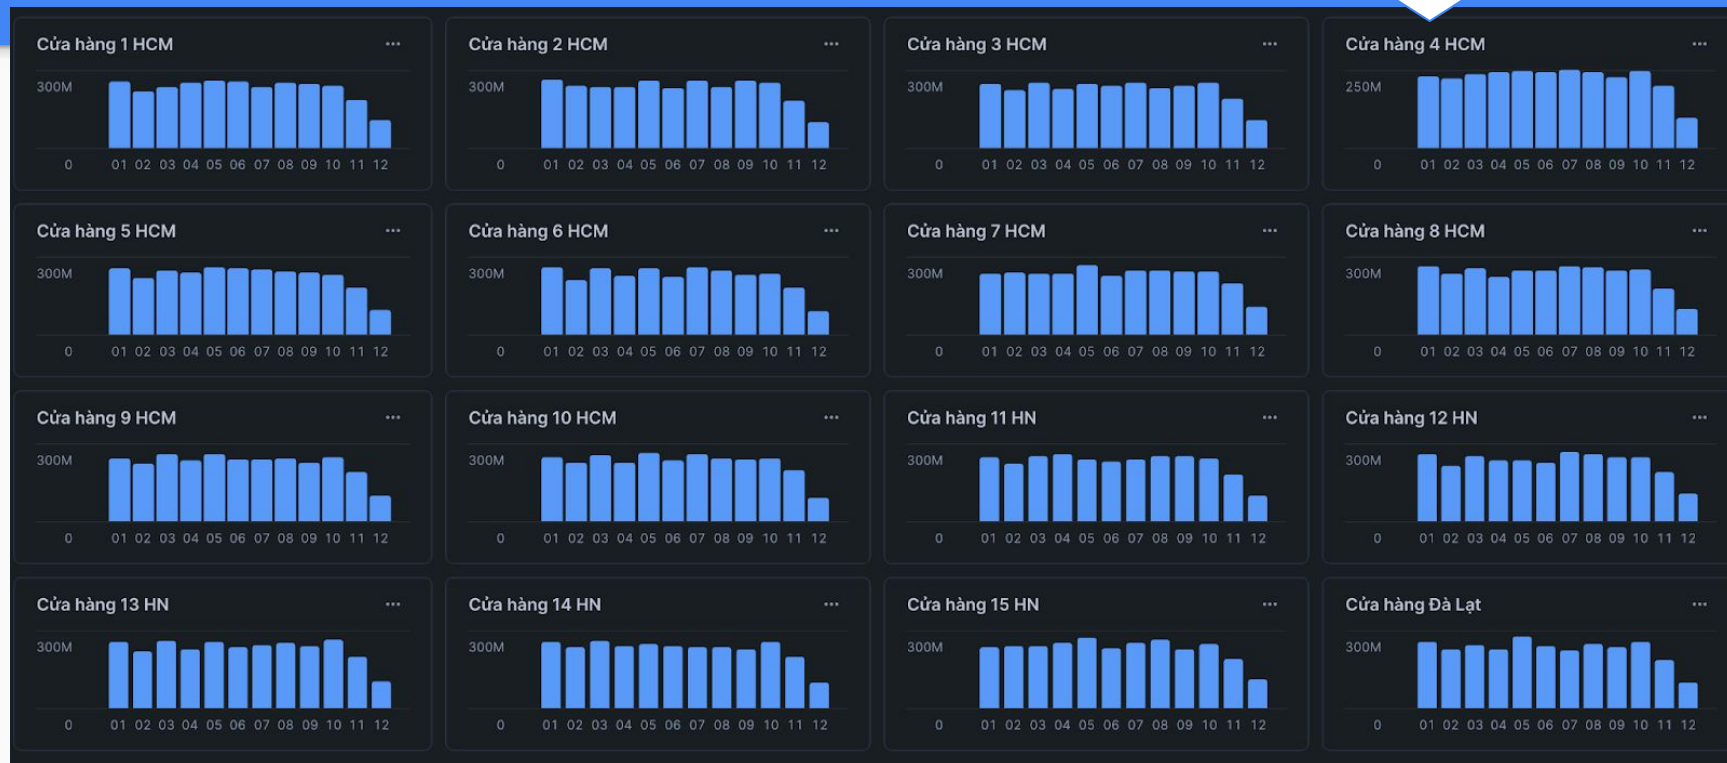 Cửa hàng 1 HCM ...
300M
0
01 02 03 04 05 06 07 08 09 10 11 12
Cửa hàng 2 HCM ...
300M
0
01 02 03 04 05 06 07 08 09 10 11 12
Cửa hàng 3 HCM ...
300M
0
01 02 03 04 05 06 07 08 09 10 11 12
Cửa hàng 4 HCM ...
250M
0
01 02 03 04 05 06 07 08 09 10 11 12
Cửa hàng 5 HCM ...
300M
0
01 02 03 04 05 06 07 08 09 10 11 12
Cửa hàng 6 HCM ...
300M
0
01 02 03 04 05 06 07 08 09 10 11 12
Cửa hàng 7 HCM ...
300M
0
01 02 03 04 05 06 07 08 09 10 11 12
Cửa hàng 8 HCM ...
300M
0
01 02 03 04 05 06 07 08 09 10 11 12
Cửa hàng 9 HCM ...
300M
0
01 02 03 04 05 06 07 08 09 10 11 12
Cửa hàng 10 HCM ...
300M
0
01 02 03 04 05 06 07 08 09 10 11 12
Cửa hàng 11 HN ...
300M
0
01 02 03 04 05 06 07 08 09 10 11 12
Cửa hàng 12 HN ...
300M
0
01 02 03 04 05 06 07 08 09 10 11 12
Cửa hàng 13 HN ...
300M
0
01 02 03 04 05 06 07 08 09 10 11 12
Cửa hàng 14 HN ...
300M
0
01 02 03 04 05 06 07 08 09 10 11 12
Cửa hàng 15 HN ...
300M
0
01 02 03 04 05 06 07 08 09 10 11 12
Cửa hàng Đà Lạt ...
300M
0
01 02 03 04 05 06 07 08 09 10 11 12